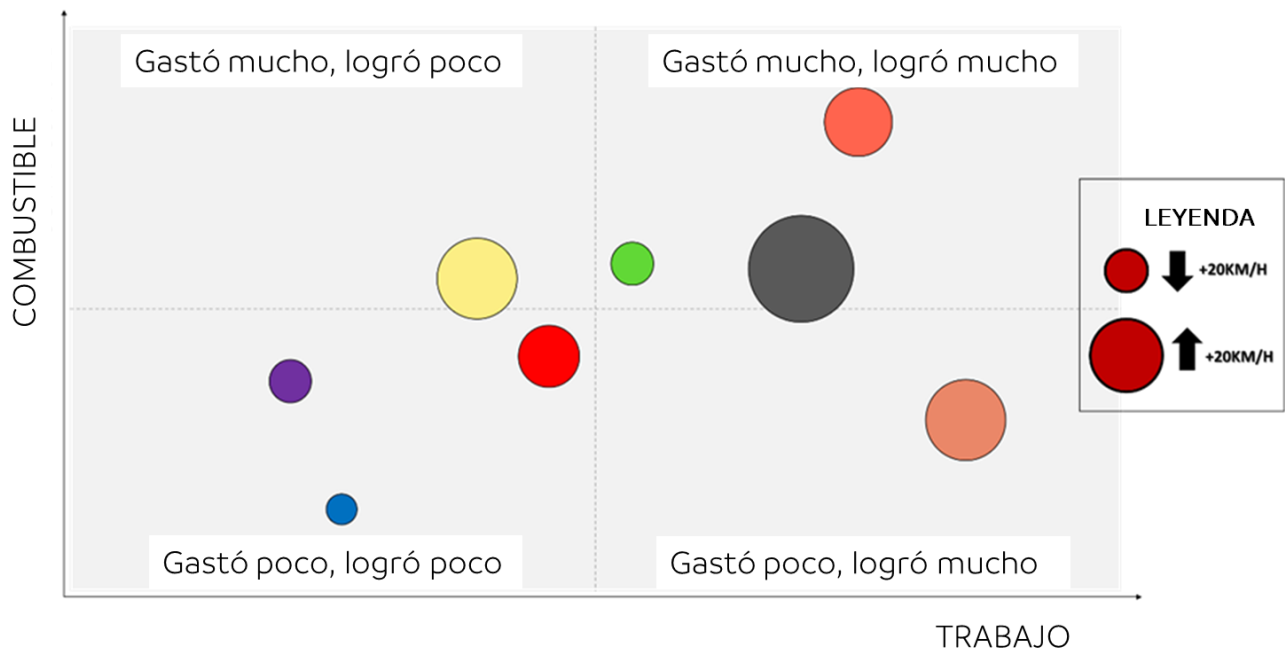 Gastó mucho, logró poco
Gastó mucho, logró mucho
COMBUSTIBLE
LEYENDA
+20KM/H
+20KM/H
Gastó poco, logró poco
Gastó poco, logró mucho
TRABAJO